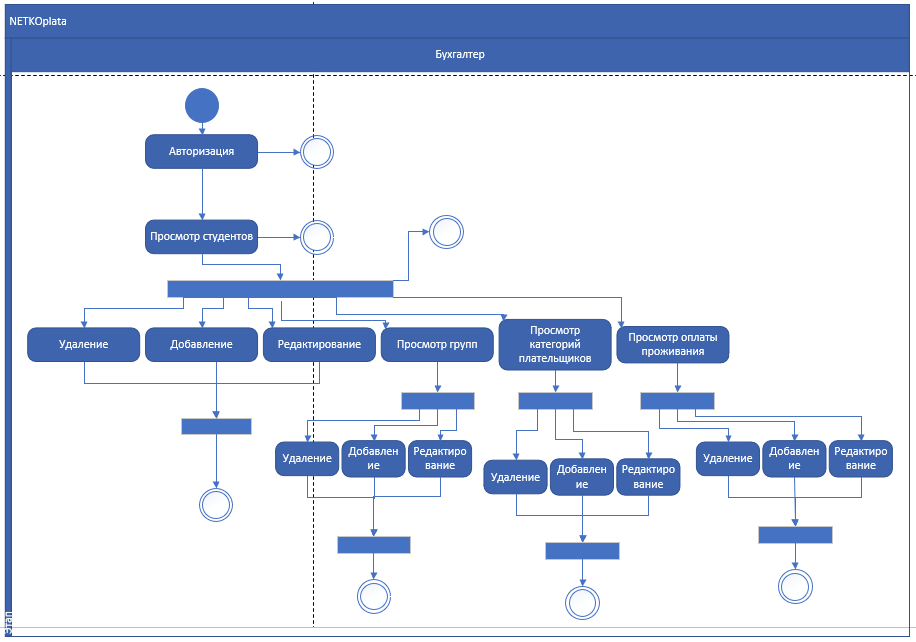 NETKOplata
Бухгалтер
Авторизация
Просмотр студентов
Удаление
Добавление
Редактирование
Просмотр групп
Просмотр
категорий
плательщиков
Просмотр оплаты
проживания
Удаление
Добавлен
ие
Редактиро
вание
Удаление
Добавлен
ие
Редактиро
вание
Удаление
Добавлен
ие
Редактиро
вание
Этап